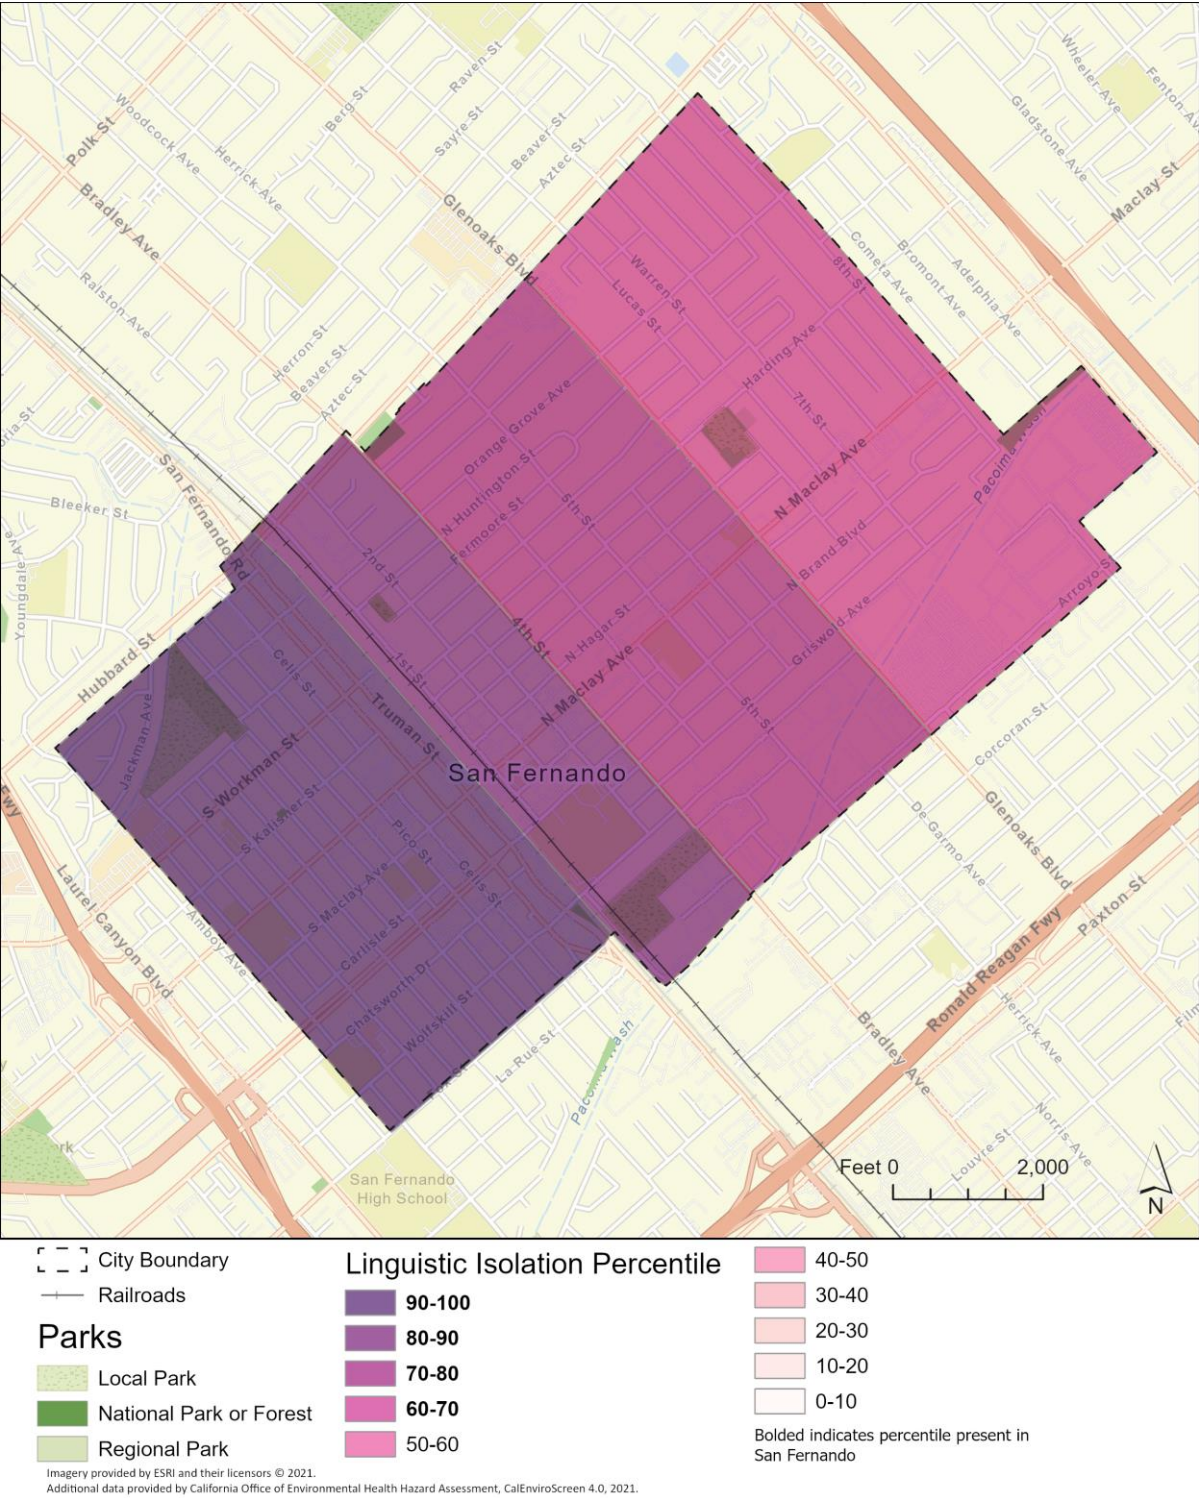 Raven St
Wheeler Ave
Fenton Av
Woodcock Ave
Berg St
Gladstone Ave
Sayre St
Beaver St
Polk St
Herrick Ave
Aztec St
Maclay St
Bradley Ave
Glenoaks Blvd
Cometa Ave
Bromont Ave
Adelphia Ave
8th St
Warren St
Lucas St
Ralston Ave
Herron St
Beaver St
Aztec St
Harding Ave
7th St
Orange Grove Ave
N Maclay Ave
N Huntington St
5th St
Fermoore St
San Fernando Rd
Bleeker St
N Brand Blvd
2nd St
Youngdale Ave
Griswold Ave
Arroyo S
4th St
N Hagar St
N Maclay Ave
Hubbard St
1st St
Celis St
5th St
Jackman Ave
Truman St
Corcoran St
S Workman St
San Fernando
S Kalisher St
Pico St
Celis St
Fwy
De Garmo Ave
Glenoaks Blvd
Laurel Canyon Blvd
S Maclay Ave
Amboy Ave
Carlisle St
Paxton St
Ronald Reagan Fwy
Chatsworth Dr
Wolfskill St
Herrick Ave
Film
La Rue St
Pacoima Wash
Bradley Ave
Norris Ave
Louvre St
rk
San Fernando
High School
Feet 0 2,000
N
City Boundary
Railroads
Parks
Local Park
National Park or Forest
Regional Park
Linguistic Isolation Percentile
90-100
80-90
70-80
60-70
50-60
40-50
30-40
20-30
10-20
0-10
Bolded indicates percentile present in
San Fernando
Imagery provided by ESRI and their licensors © 2021.
Additional data provided by California Office of Environmental Health Hazard Assessment, CalEnviroScreen 4.0, 2021.